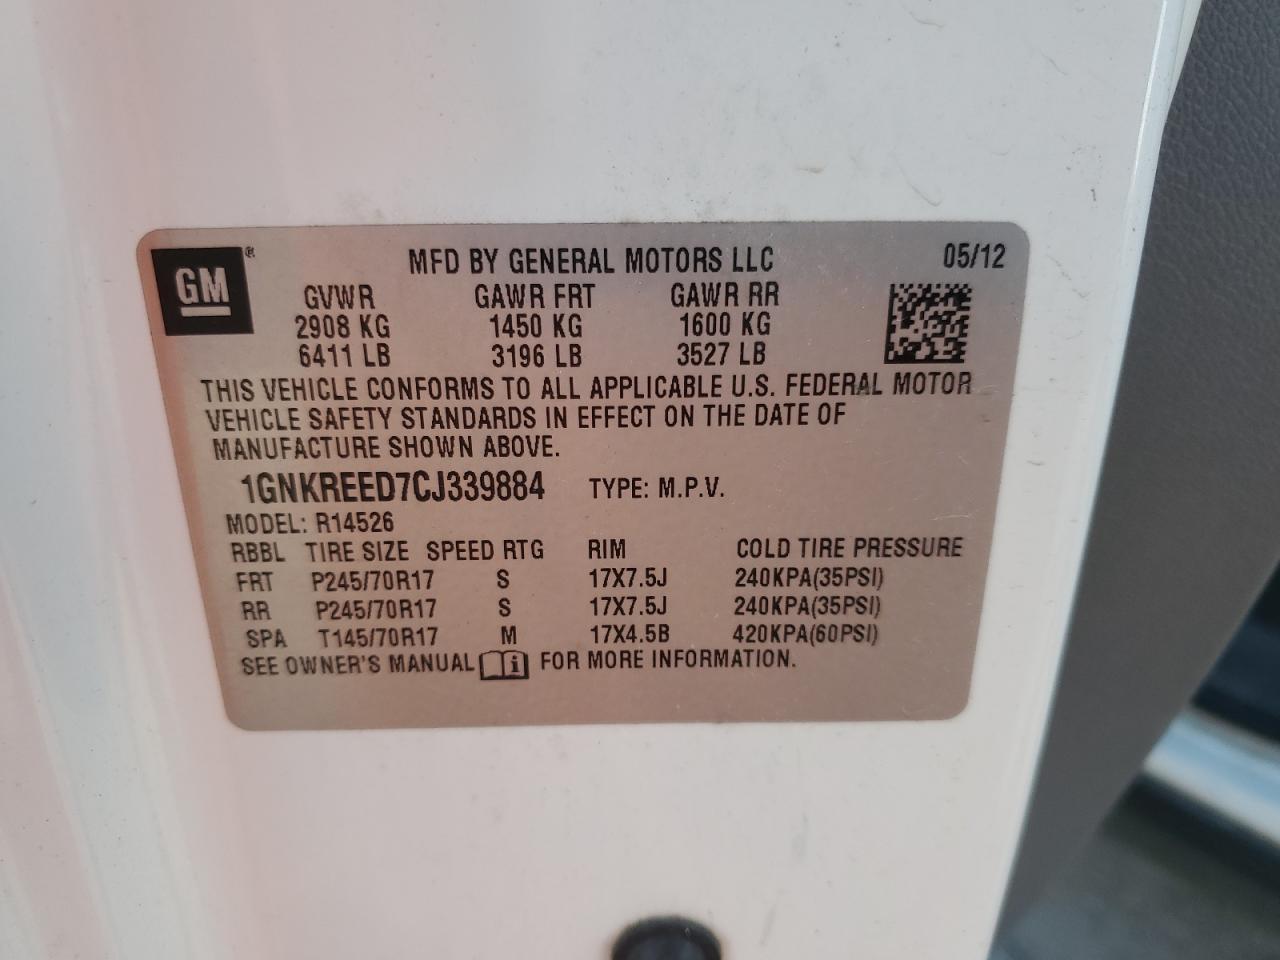 GM ® MFD BY GENERAL MOTORS LLC 05/12
GVWR GAWR FRT GAWR RR
2908 KG 1450 KG 1600 KG
6411 LB 3196 LB 3527 LB
THIS VEHICLE CONFORMS TO ALL APPLICABLE U.S. FEDERAL MOTOR
VEHICLE SAFETY STANDARDS IN EFFECT ON THE DATE OF
MANUFACTURE SHOWN ABOVE.
1GNKREED7CJ339884 TYPE: M.P.V.
MODEL: R14526
RBBL TIRE SIZE SPEED RTG RIM COLD TIRE PRESSURE
FRT P245/70R17 S 17X7.5J 240KPA(35PSI)
RR P245/70R17 S 17X7.5J 240KPA(35PSI)
SPA T145/70R17 M 17X4.5B 420KPA(60PSI)
SEE OWNER'S MANUAL i FOR MORE INFORMATION.